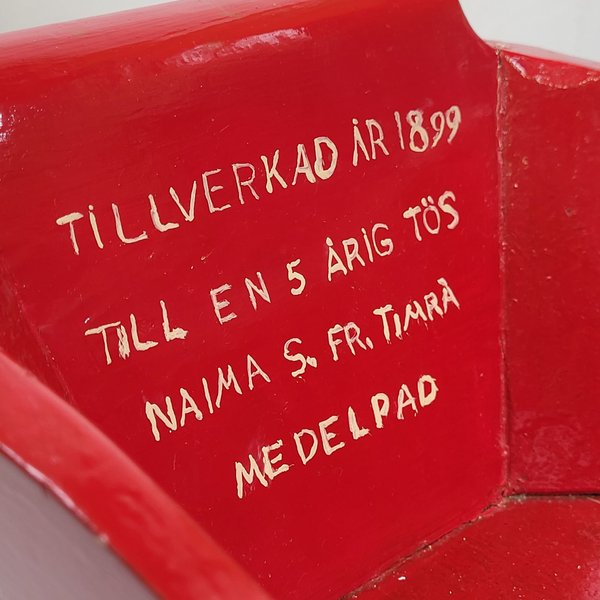 TILLVERKAD ÅR 1899
TILL EN 5 ÅRIG TÖS
NAIMA S. FR. TIMRÅ
MEDELPAD